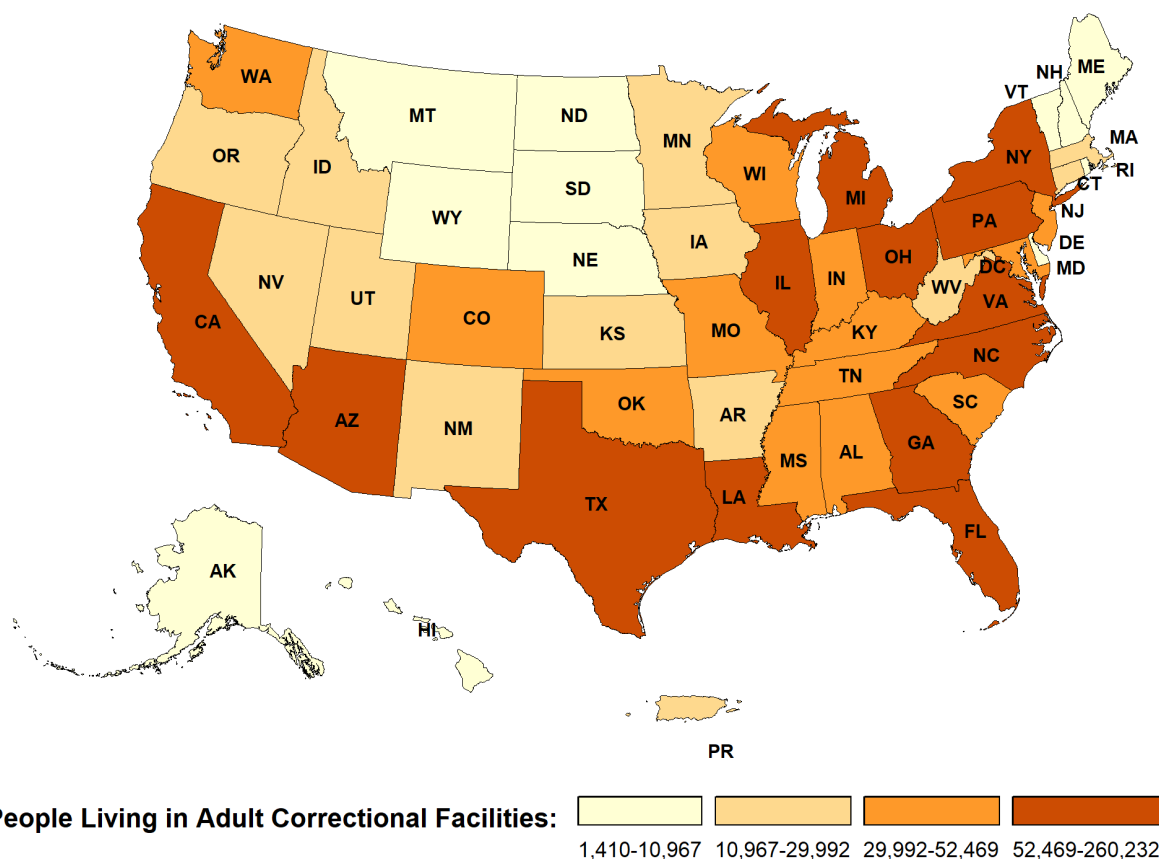 WA
MT
ND
MN
VT
NH
ME
OR
ID
WY
SD
WI
MI
NY
MA
RI
CT
NV
UT
CO
NE
IA
IL
IN
OH
PA
NJ
DE
MD
DC
CA
KS
MO
KY
WV
VA
AZ
NM
OK
AR
TN
NC
SC
TX
LA
MS
AL
GA
FL
AK
HI
PR
People Living in Adult Correctional Facilities:
1,410-10,967 10,967-29,992 29,992-52,469 52,469-260,232